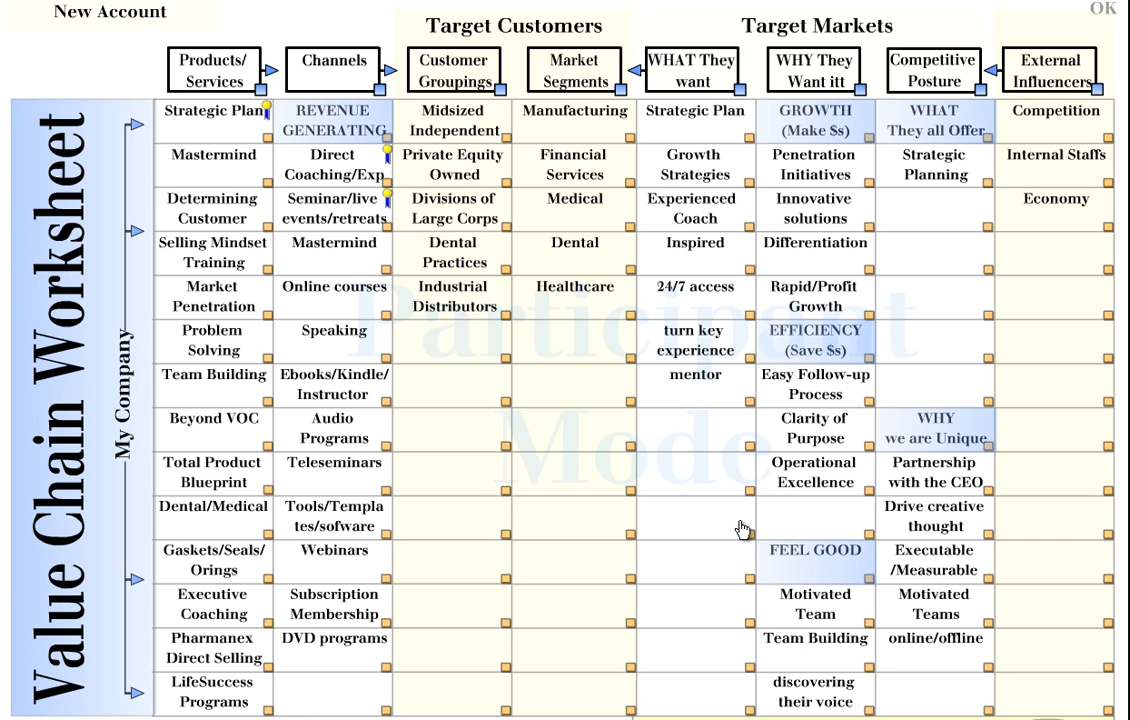 New Account
OK
Target Customers
Target Markets
Products/
Services
Channels
Customer
Groupings
Market
Segments
WHAT They
want
WHY They
Want itt
Competitive
Posture
External
Influencers
Value Chain Worksheet
My Company
Strategic Plan
REVENUE
GENERATING
Midsized
Independent
Manufacturing
Strategic Plan
GROWTH
(Make $s)
WHAT
They all Offer
Competition
Mastermind
Direct
Coaching/Exp
Private Equity
Owned
Financial
Services
Growth
Strategies
Penetration
Initiatives
Strategic
Planning
Internal Staffs
Determining
Customer
Seminar/live
events/retreats
Divisions of
Large Corps
Medical
Experienced
Coach
Innovative
solutions
Economy
Selling Mindset
Training
Mastermind
Dental
Practices
Dental
Inspired
Differentiation
Market
Penetration
Online courses
Industrial
Distributors
Healthcare
24/7 access
Rapid/Profit
Growth
Problem
Solving
Speaking
turn key
experience
EFFICIENCY
(Save $s)
Team Building
Ebooks/Kindle/
Instructor
mentor
Easy Follow-up
Process
Beyond VOC
Audio
Programs
Clarity of
Purpose
WHY
we are Unique
Total Product
Blueprint
Teleseminars
Operational
Excellence
Partnership
with the CEO
Dental/Medical
Tools/Templa
tes/sofware
Drive creative
thought
Gaskets/Seals/
Orings
Webinars
FEEL GOOD
Executable
/Measurable
Executive
Coaching
Subscription
Membership
Motivated
Team
Motivated
Teams
Pharmanex
Direct Selling
DVD programs
Team Building
online/offline
LifeSuccess
Programs
discovering
their voice
Participant
Mode